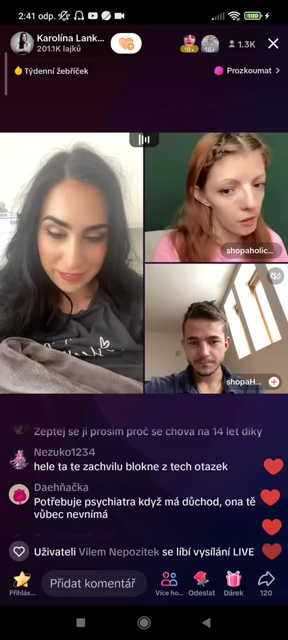 2:41 odp.
Karolína Lank...
201.1K lajků
10+
10+
1.3K
Týdenní žebříček
Prozkoumat
shopaholic...
shopaH...
Zeptej se ji prosim proč se chova na 14 let diky
Nezuko1234
hele ta te zachvilu blokne z tech otazek
Daehňačka
Potřebuje psychiatra když má důchod, ona tě
vůbec nevnímá
Uživateli Vilem Nepozitek se líbí vysílání LIVE
Přihlás...
Přidat komentář
Více ho...
Odeslat
Dárek
120